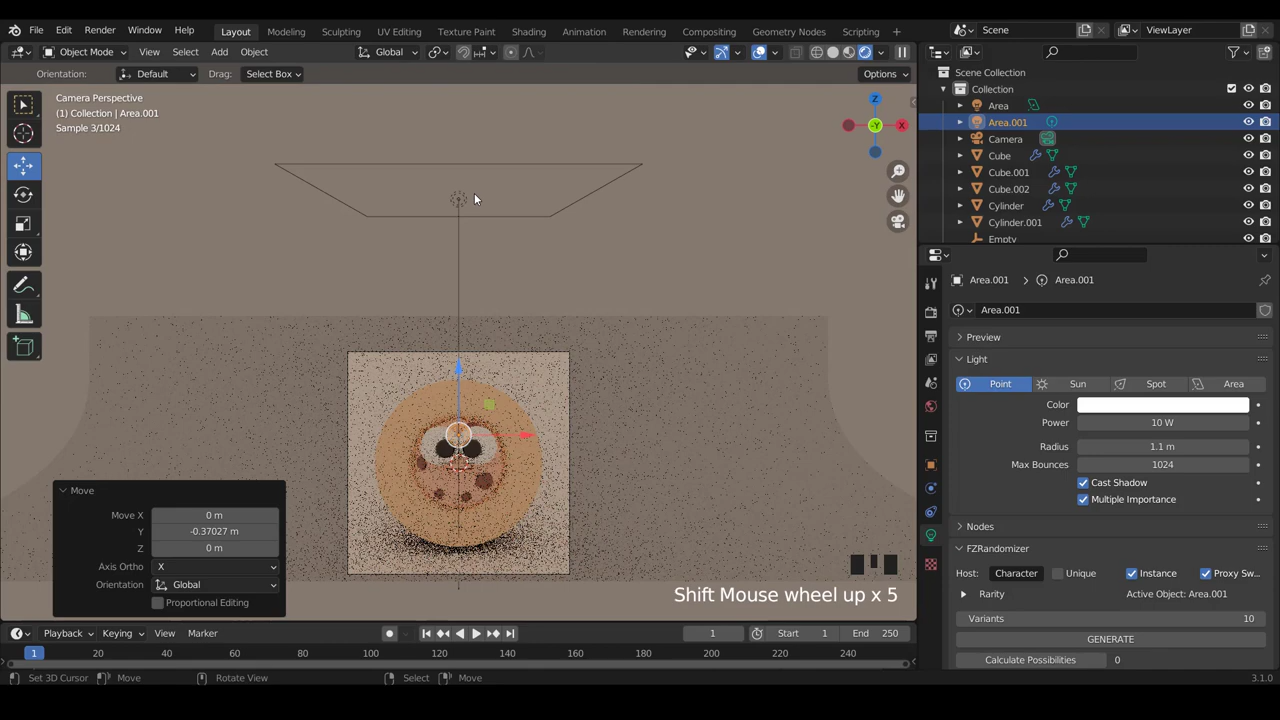 File Edit Render Window Help
Layout Modeling Sculpting UV Editing Texture Paint Shading Animation Rendering Compositing Geometry Nodes Scripting +
Scene
ViewLayer
Object Mode View Select Add Object
Global
Orientation: Default Drag: Select Box
Options
Camera Perspective
(1) Collection | Area.001
Sample 3/1024
Z
-Y
X
Scene Collection
Collection
Area
Area.001
Camera
Cube
Cube.001
Cube.002
Cylinder
Cylinder.001
Empty
Area.001 > Area.001
Area.001
Preview
Light
Point Sun Spot Area
Color
Power 10 W
Radius 1.1 m
Max Bounces 1024
Cast Shadow
Multiple Importance
Nodes
FZRandomizer
Host: Character Unique Instance Proxy Sw...
Rarity Active Object: Area.001
Variants 10
GENERATE
Calculate Possibilities 0
Move
Move X 0 m
Y -0.37027 m
Z 0 m
Axis Ortho X
Orientation Global
Proportional Editing
Shift Mouse wheel up x 5
Playback Keying View Marker
1 Start 1 End 250
1 20 40 60 80 100 120 140 160 180 200 220 240
Set 3D Cursor Move Rotate View Select Move 3.1.0